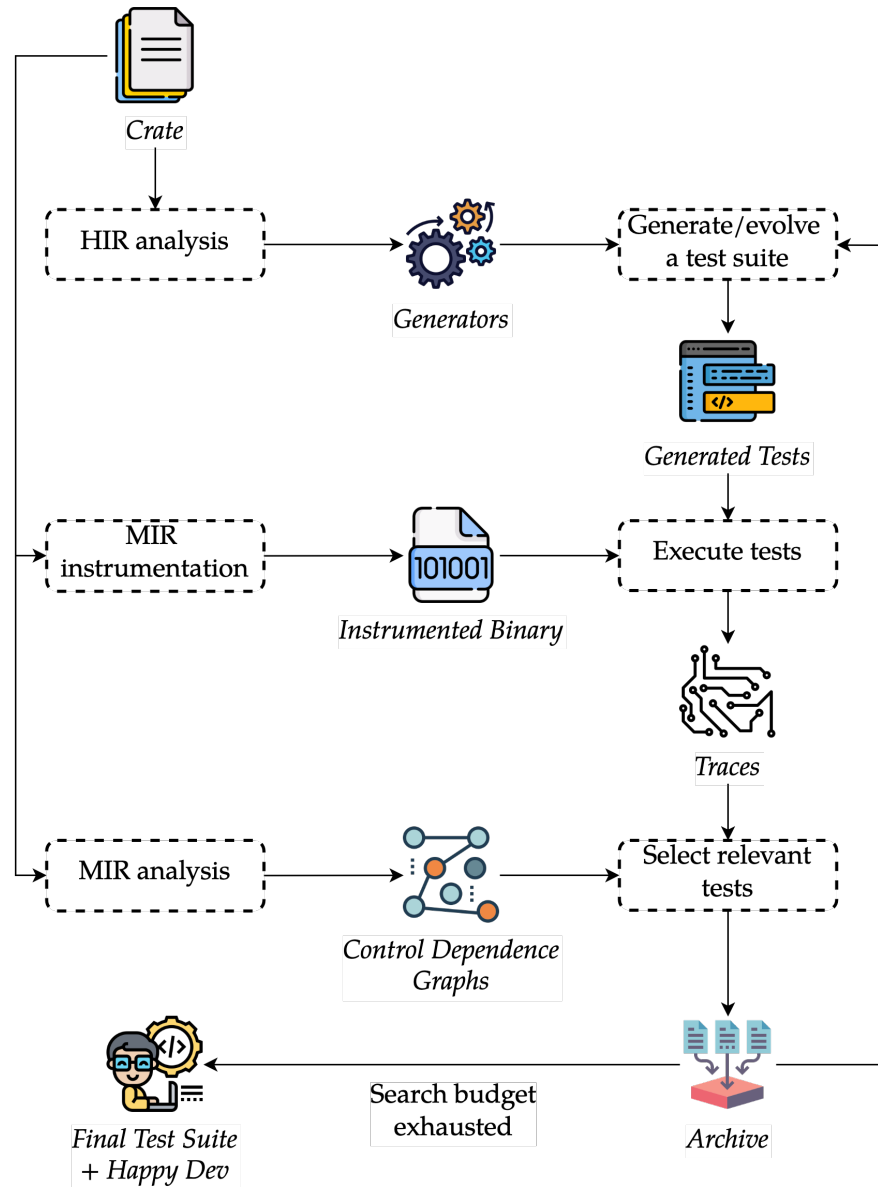 Crate
HIR analysis
Generators
Generate/evolve
a test suite
</>
Generated Tests
MIR
instrumentation
101001
Instrumented Binary
Execute tests
Traces
MIR analysis
Control Dependence
Graphs
Select relevant
tests
</>
Final Test Suite
+ Happy Dev
Search budget
exhausted
Archive